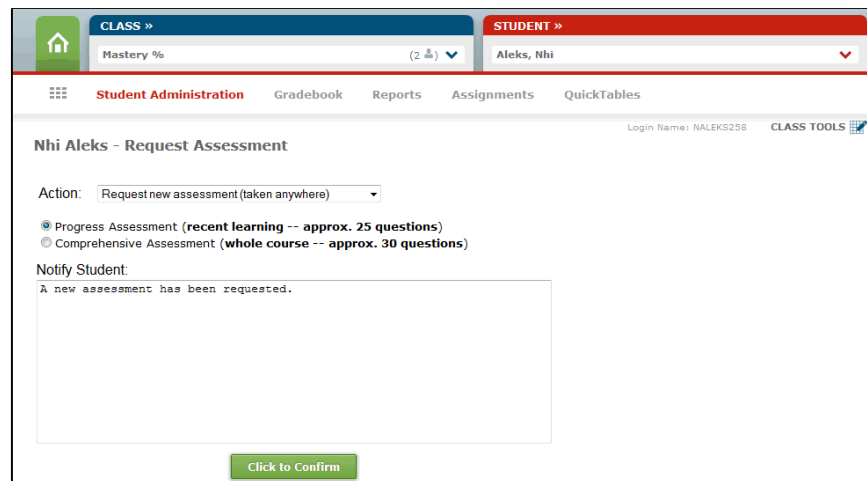 CLASS »
STUDENT »
Mastery %
(2 )
Aleks, Nhi
Student Administration
Gradebook
Reports
Assignments
QuickTables
Login Name: NALEKS258
CLASS TOOLS
Nhi Aleks - Request Assessment
Action:
Request new assessment (taken anywhere)
Progress Assessment (recent learning -- approx. 25 questions)
Comprehensive Assessment (whole course -- approx. 30 questions)
Notify Student:
A new assessment has been requested.
Click to Confirm